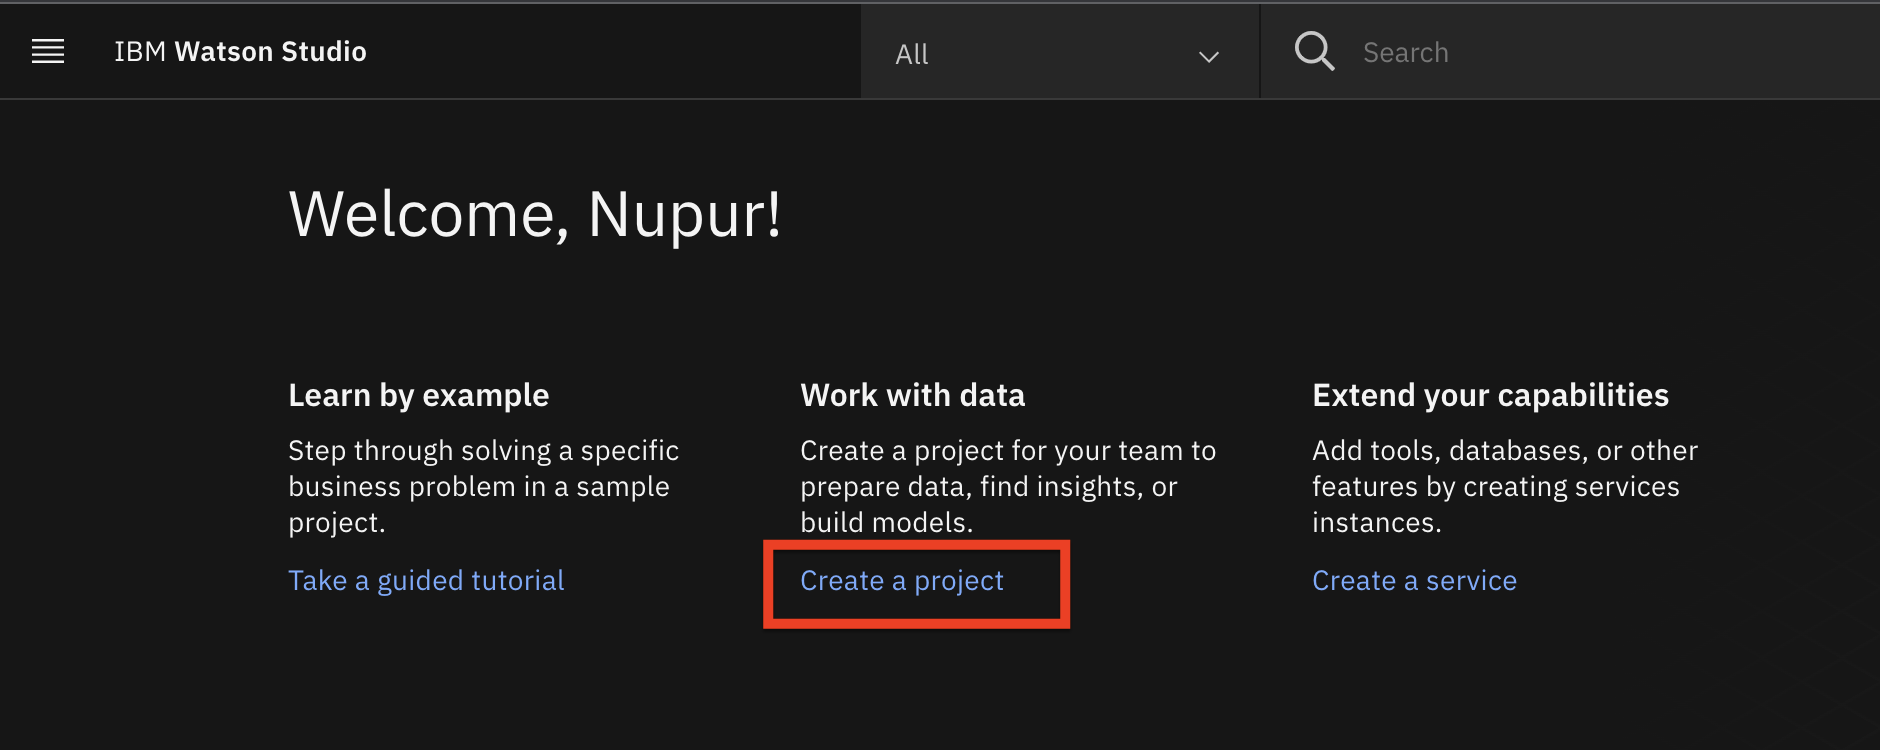 IBM Watson Studio
All
Search
Welcome, Nupur!
Learn by example
Step through solving a specific
business problem in a sample
project.
Take a guided tutorial
Work with data
Create a project for your team to
prepare data, find insights, or
build models.
Create a project
Extend your capabilities
Add tools, databases, or other
features by creating services
instances.
Create a service